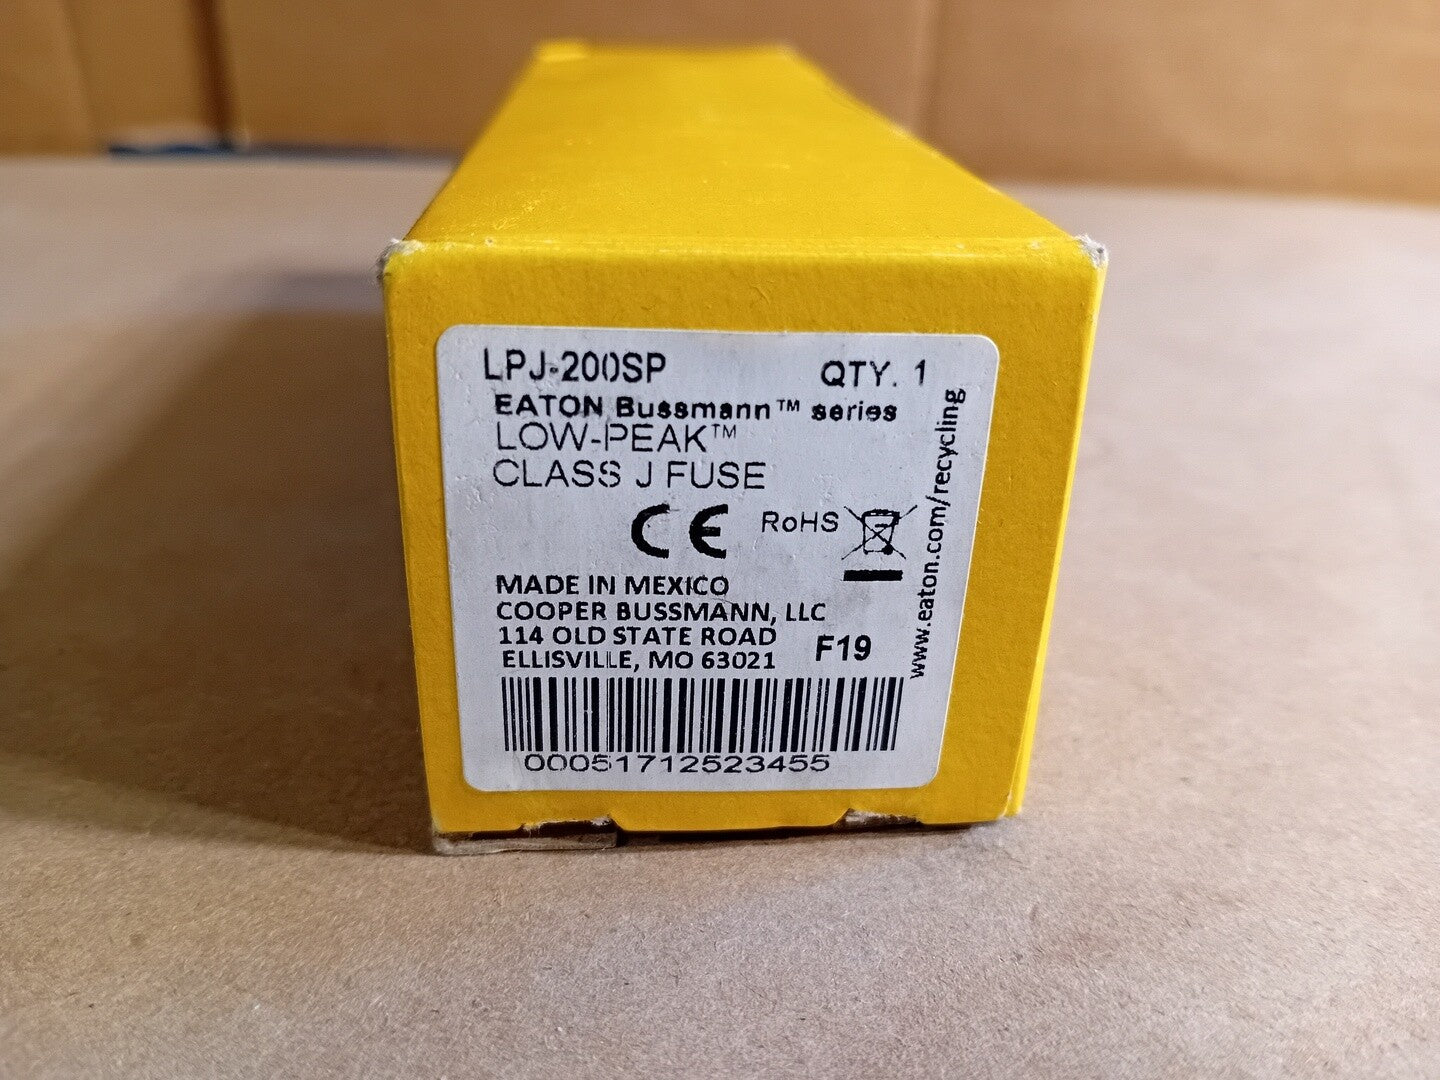 LPJ-200SP QTY. 1
EATON Bussmann™ series
LOW-PEAK™
CLASS J FUSE
CE RoHS
MADE IN MEXICO
COOPER BUSSMANN, LLC
114 OLD STATE ROAD
ELLISVILLE, MO 63021
F19
www.eaton.com/recycling
00051712523455